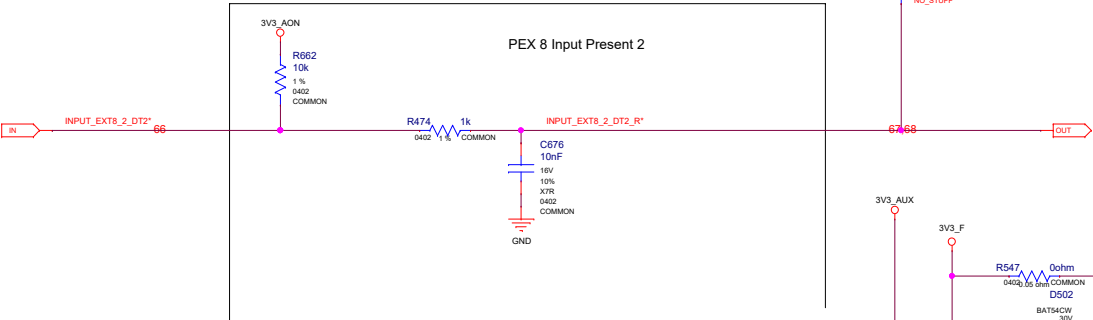 NO_STUFF
3V3_AON
PEX 8 Input Present 2
R662
10k
1 %
0402
COMMON
IN
INPUT_EXT8_2_DT2*
66
R474
1k
0402
1 %
COMMON
INPUT_EXT8_2_DT2_R*
67,68
OUT
C676
10nF
16V
10%
X7R
0402
COMMON
GND
3V3_AUX
3V3_F
R547
0ohm
0402
0.05 ohm
COMMON
D502
BAT54CW
30V